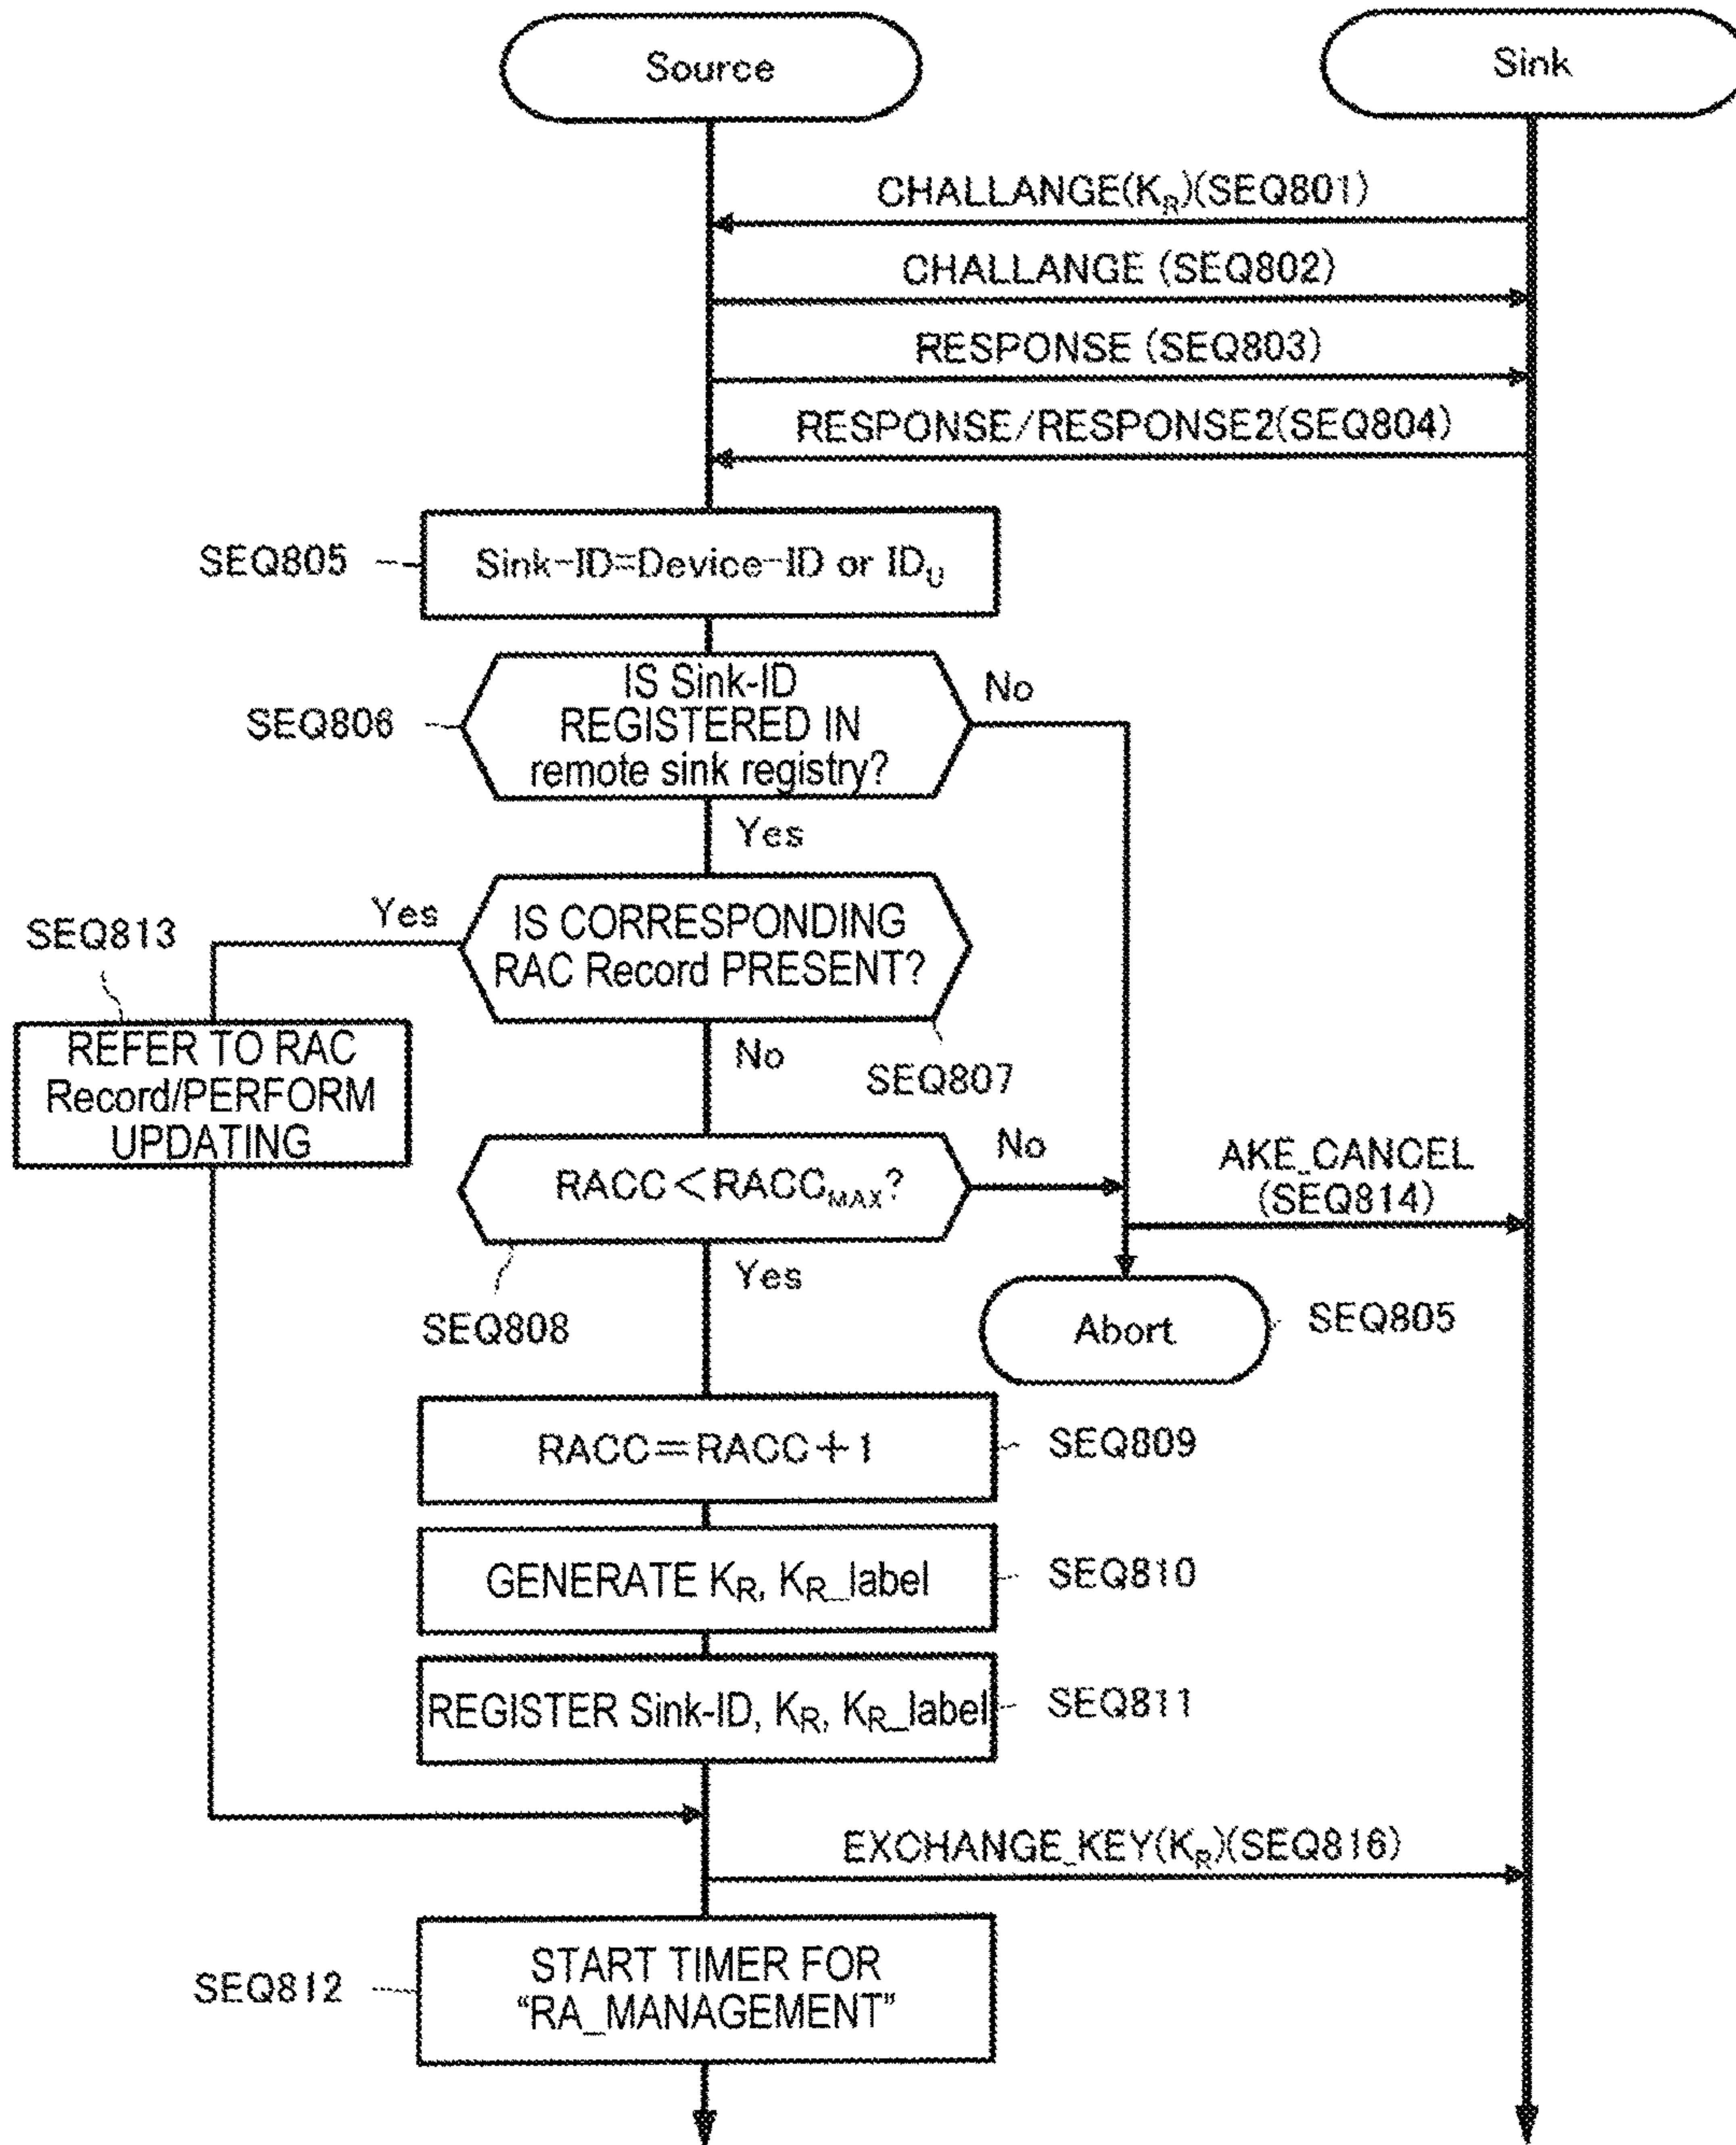 Source
Sink
CHALLANGE(KR)(SEQ801)
CHALLANGE (SEQ802)
RESPONSE (SEQ803)
RESPONSE/RESPONSE2(SEQ804)
SEQ805
Sink-ID=Device-ID or IDU
SEQ806
IS Sink-ID
REGISTERED IN
remote sink registry?
No
Yes
SEQ813
Yes
IS CORRESPONDING
RAC Record PRESENT?
REFER TO RAC
Record/PERFORM
UPDATING
No
SEQ807
RACC<RACCMAX?
No
AKE_CANCEL
(SEQ814)
Yes
SEQ808
Abort
SEQ805
RACC=RACC+1
SEQ809
GENERATE KR, KR_label
SEQ810
REGISTER Sink-ID, KR, KR_label
SEQ811
EXCHANGE_KEY(KR)(SEQ816)
SEQ812
START TIMER FOR
“RA_MANAGEMENT”